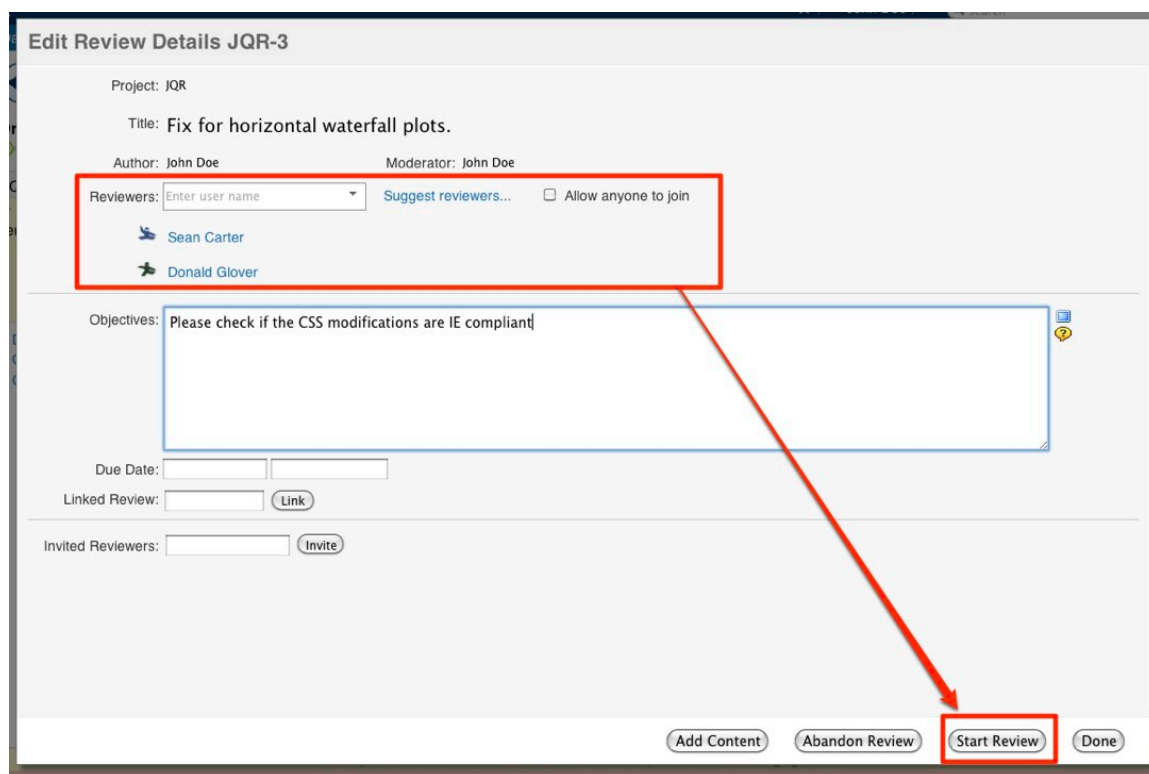 Edit Review Details JQR-3
Project: JQR
Title: Fix for horizontal waterfall plots.
Author: John Doe Moderator: John Doe
Reviewers: Enter user name Suggest reviewers... Allow anyone to join
Sean Carter
Donald Glover
Objectives: Please check if the CSS modifications are IE compliant
Due Date:
Linked Review: Link
Invited Reviewers: Invite
Add Content Abandon Review Start Review Done